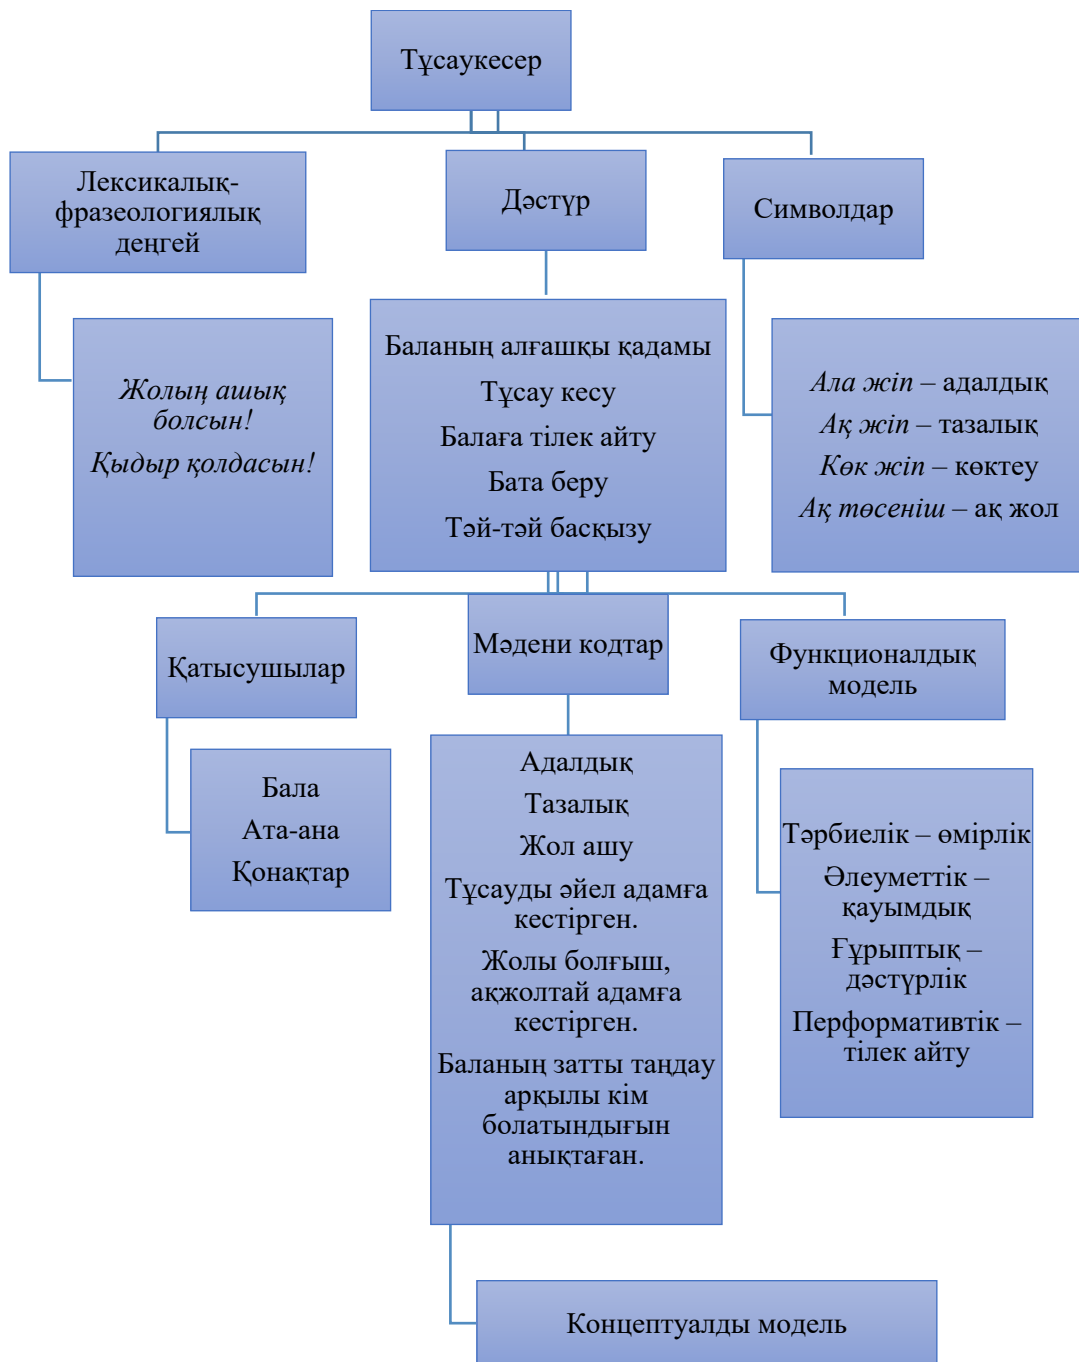 Тұсаукесер
Лексикалық-
фразеологиялық
деңгей
Дәстүр
Символдар
Жолың ашық
болсын!
Қыдыр қолдасын!
Баланың алғашқы қадамы
Тұсау кесу
Балаға тілек айту
Бата беру
Тәй-тәй басқызу
Ала жіп – адалдық
Ақ жіп – тазалық
Көк жіп – көктеу
Ақ төсеніш – ақ жол
Қатысушылар
Мәдени кодтар
Функционалдық
модель
Бала
Ата-ана
Қонақтар
Адалдық
Тазалық
Жол ашу
Тұсауды әйел адамға
кестірген.
Жолы болғыш,
ақжолтай адамға
кестірген.
Баланың затты таңдау
арқылы кім
болатындығын
анықтаған.
Тәрбиелік – өмірлік
Әлеуметтік –
қауымдық
Ғұрыптық –
дәстүрлік
Перформативтік –
тілек айту
Концептуалды модель